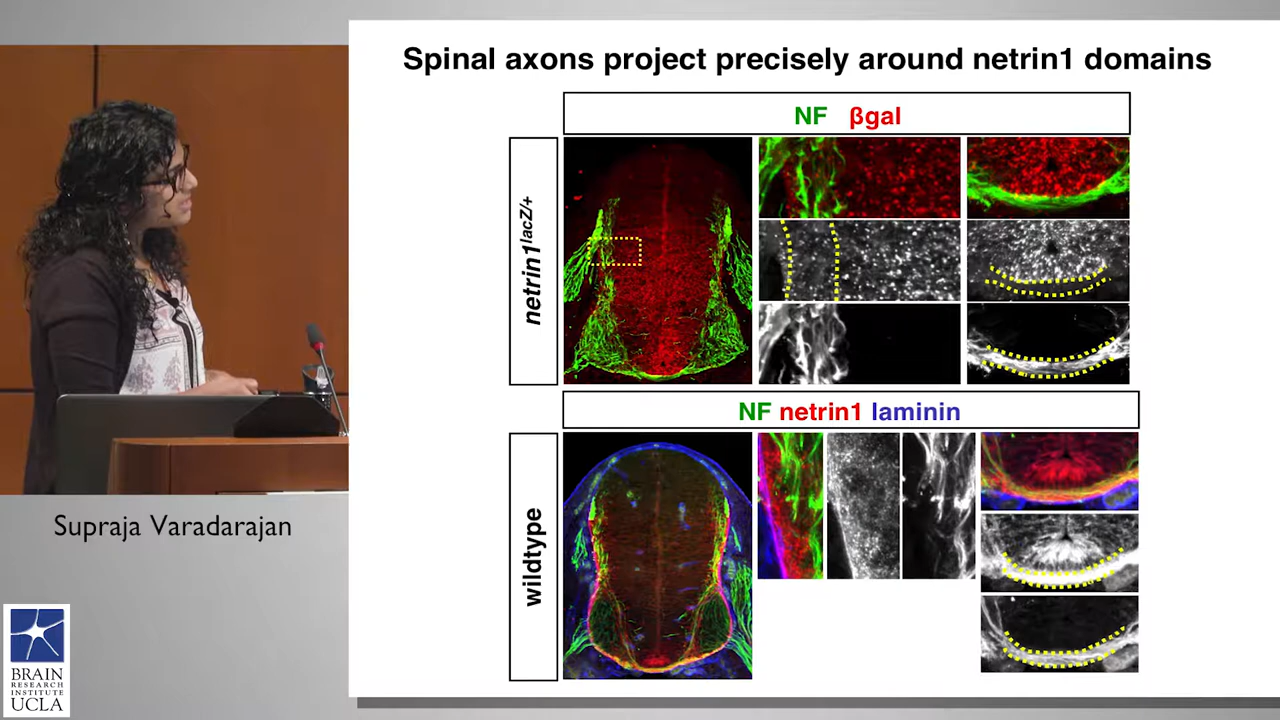 Spinal axons project precisely around netrin1 domains
NF βgal
netrin1lacZ/+
NF netrin1 laminin
wildtype
Supraja Varadarajan
BRAIN
RESEARCH
INSTITUTE
UCLA